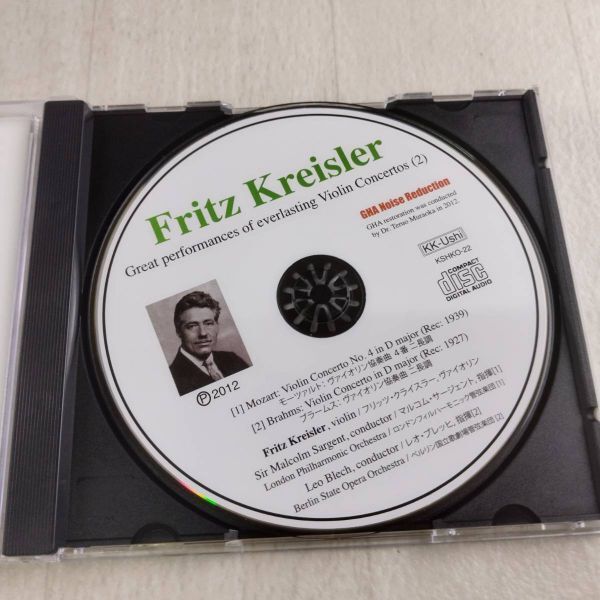 Fritz Kreisler
Great performances of everlasting Violin Concertos (2)
GHA Noise Reduction
GHA restoration was conducted
by Dr. Teruo Muraoka in 2012.
KK-Ushi
KSHKO-22
COMPACT
disc
DIGITAL AUDIO
Ⓟ2012
[1] Mozart: Violin Concerto No. 4 in D major (Rec: 1939)
モーツァルト: ヴァイオリン協奏曲 4番 ニ長調
[2] Brahms: Violin Concerto in D major (Rec: 1927)
ブラームス: ヴァイオリン協奏曲 ニ長調
Fritz Kreisler, violin / フリッツ・クライスラー, ヴァイオリン
Sir Malcolm Sargent, conductor / マルコム・サージェント, 指揮[1]
London Philharmonic Orchestra / ロンドンフィルハーモニック管弦楽団 [1]
Leo Blech, conductor / レオ・ブレッヒ, 指揮[2]
Berlin State Opera Orchestra / ベルリン国立歌劇場管弦楽団 [2]